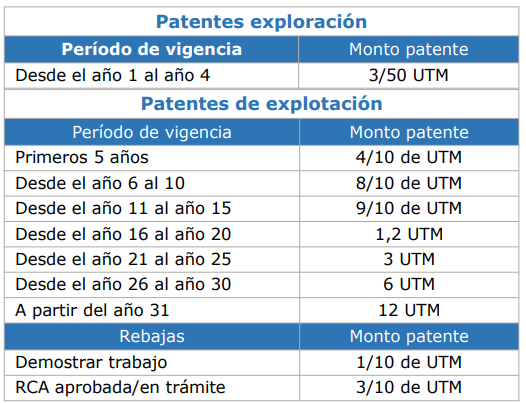 Patentes exploración
Período de vigencia Monto patente
Desde el año 1 al año 4 3/50 UTM
Patentes de explotación
Período de vigencia Monto patente
Primeros 5 años 4/10 de UTM
Desde el año 6 al 10 8/10 de UTM
Desde el año 11 al año 15 9/10 de UTM
Desde el año 16 al año 20 1,2 UTM
Desde el año 21 al año 25 3 UTM
Desde el año 26 al año 30 6 UTM
A partir del año 31 12 UTM
Rebajas Monto patente
Demostrar trabajo 1/10 de UTM
RCA aprobada/en trámite 3/10 de UTM